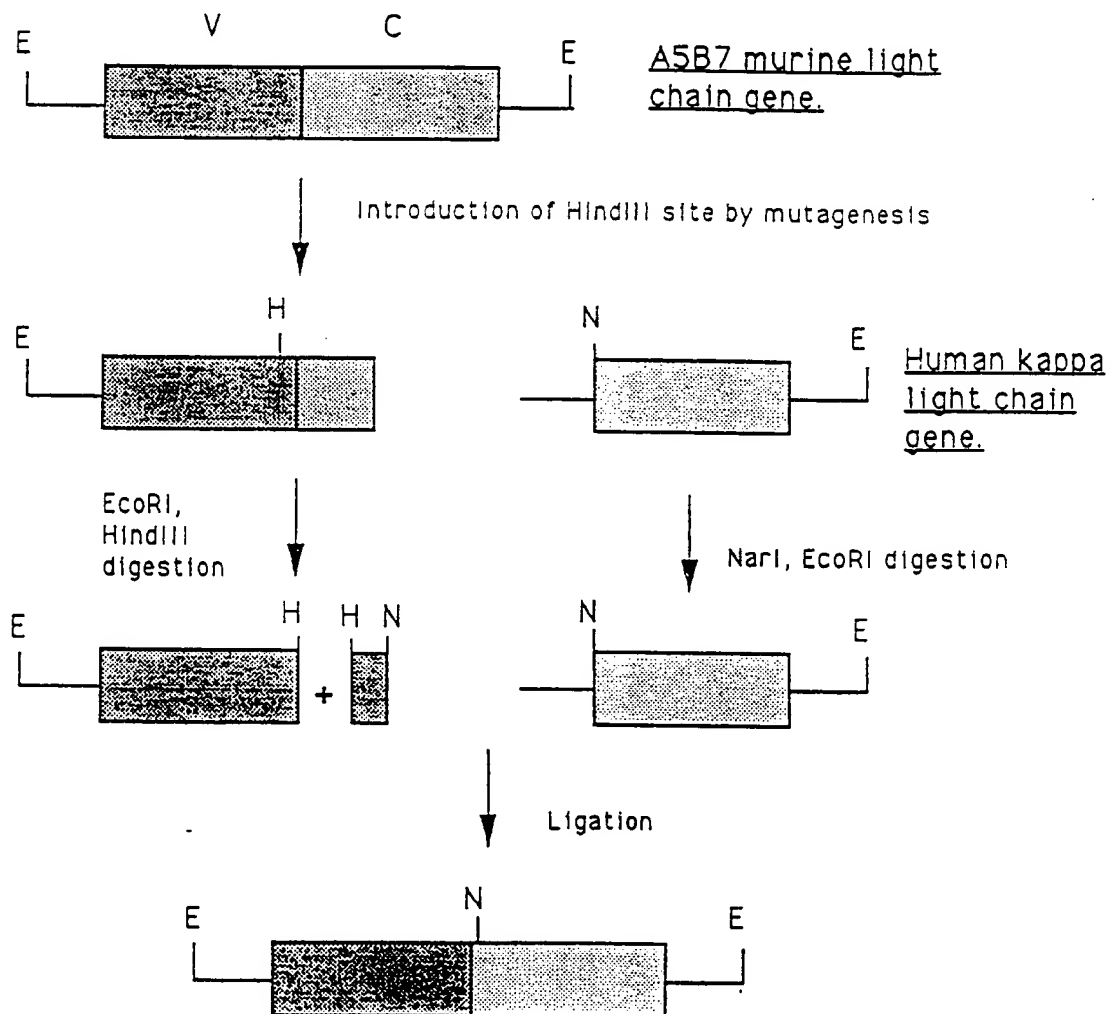 V C
E E
A5B7 murine light
chain gene.
Introduction of HindIII site by mutagenesis
H
E
N
E
Human kappa
light chain
gene.
EcoRI,
HindIII
digestion
NarI, EcoRI digestion
E H H N
N E
+
Ligation
E N E